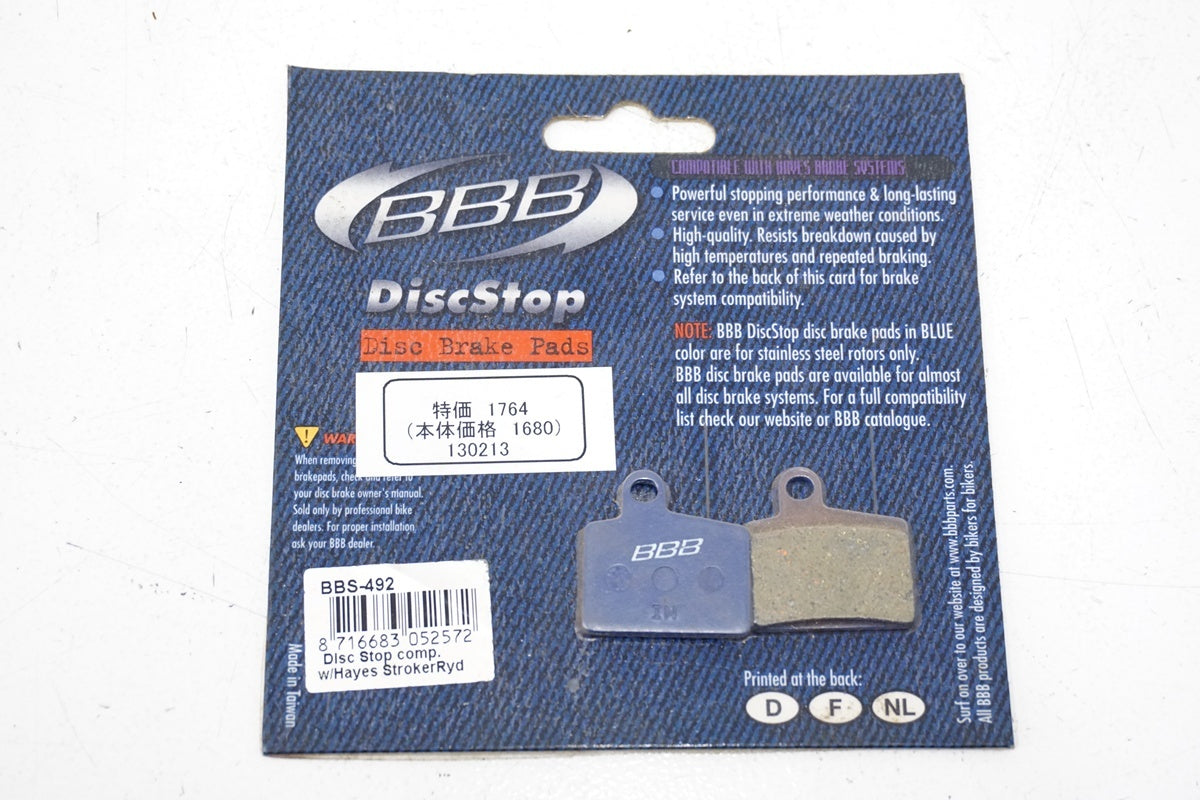 BBB
DiscStop
Disc Brake Pads
COMPATIBLE WITH HAYES BRAKE SYSTEMS
Powerful stopping performance & long-lasting
service even in extreme weather conditions.
High-quality. Resists breakdown caused by
high temperatures and repeated braking.
Refer to the back of this card for brake
system compatibility.
NOTE: BBB DiscStop disc brake pads in BLUE
color are for stainless steel rotors only.
BBB disc brake pads are available for almost
all disc brake systems. For a full compatibility
list check our website or BBB catalogue.
特価 1764
(本体価格 1680)
130213
When removing
brakepads, check and refer to
your disc brake owner's manual.
Sold only by professional bike
dealers. For proper installation,
ask your BBB dealer.
BBB
BBS-492
8 716683 052572
Disc Stop comp.
w/Hayes StrokerRyd
Made in Taiwan.
Printed at the back:
D F NL
Surf on over to our website at www.bbbparts.com.
All BBB products are designed by bikers for bikers.